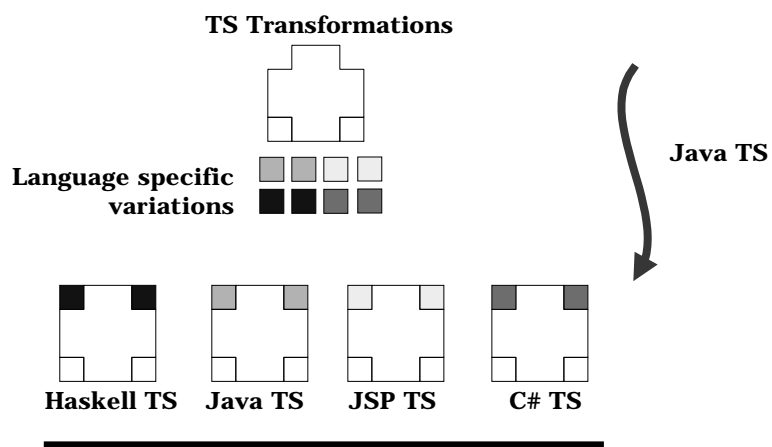 TS Transformations
Java TS
Language specific
variations
Haskell TS
Java TS
JSP TS
C# TS